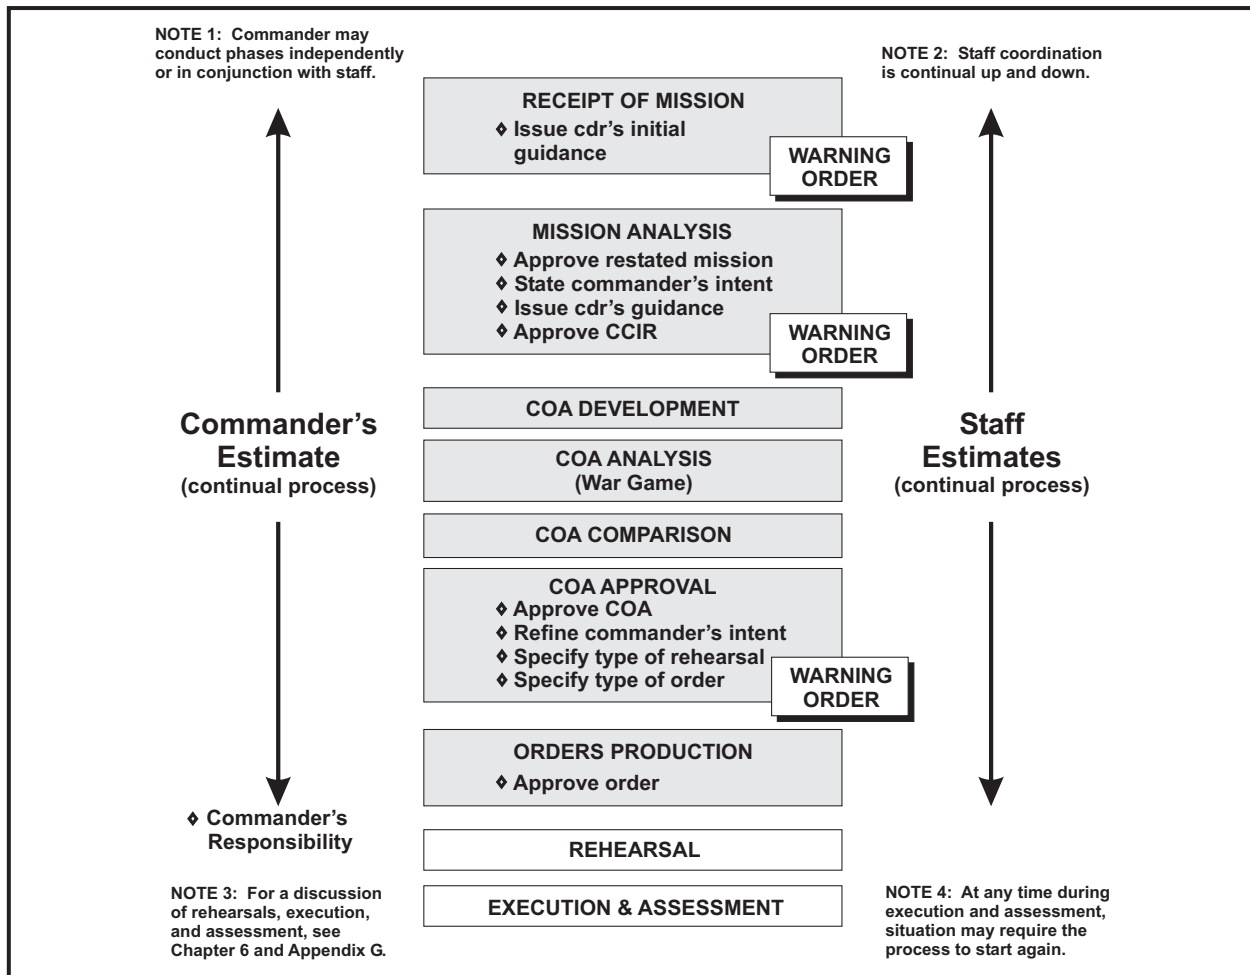 NOTE 1: Commander may
conduct phases independently
or in conjunction with staff.
NOTE 2: Staff coordination
is continual up and down.
RECEIPT OF MISSION
◊ Issue cdr's initial
guidance
WARNING
ORDER
MISSION ANALYSIS
◊ Approve restated mission
◊ State commander's intent
◊ Issue cdr's guidance
◊ Approve CCIR
WARNING
ORDER
Commander's
Estimate
(continual process)
COA DEVELOPMENT
COA ANALYSIS
(War Game)
COA COMPARISON
Staff
Estimates
(continual process)
COA APPROVAL
◊ Approve COA
◊ Refine commander's intent
◊ Specify type of rehearsal
◊ Specify type of order
WARNING
ORDER
ORDERS PRODUCTION
◊ Approve order
◊ Commander's
Responsibility
REHEARSAL
EXECUTION & ASSESSMENT
NOTE 3: For a discussion
of rehearsals, execution,
and assessment, see
Chapter 6 and Appendix G.
NOTE 4: At any time during
execution and assessment,
situation may require the
process to start again.